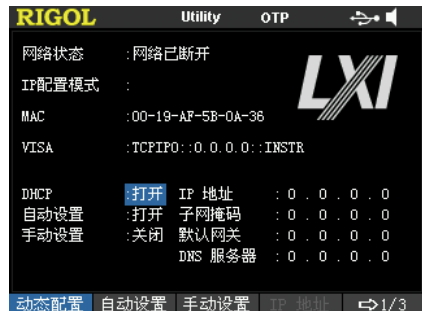 RIGOL Utility OTP
网络状态 :网络已断开
IP配置模式 :
LXI
MAC :00-19-AF-5B-0A-36
VISA :TCPIP0::0.0.0.0::INSTR
DHCP :打开 IP 地址 :0 . 0 . 0 . 0
自动设置 :打开 子网掩码 :0 . 0 . 0 . 0
手动设置 :关闭 默认网关 :0 . 0 . 0 . 0
DNS 服务器 :0 . 0 . 0 . 0
动态配置 自动设置 手动设置 IP 地址 ⇨1/3